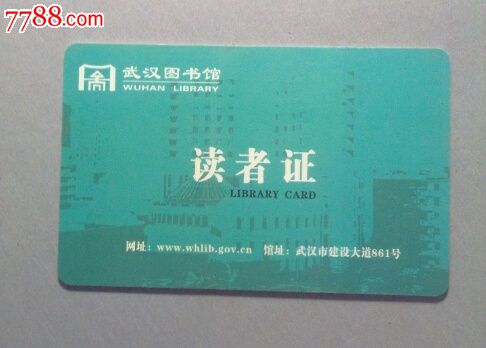 7788.com
武汉图书馆
WUHAN LIBRARY
读者证
LIBRARY CARD
网址：www.whlib.gov.cn 馆址：武汉市建设大道861号